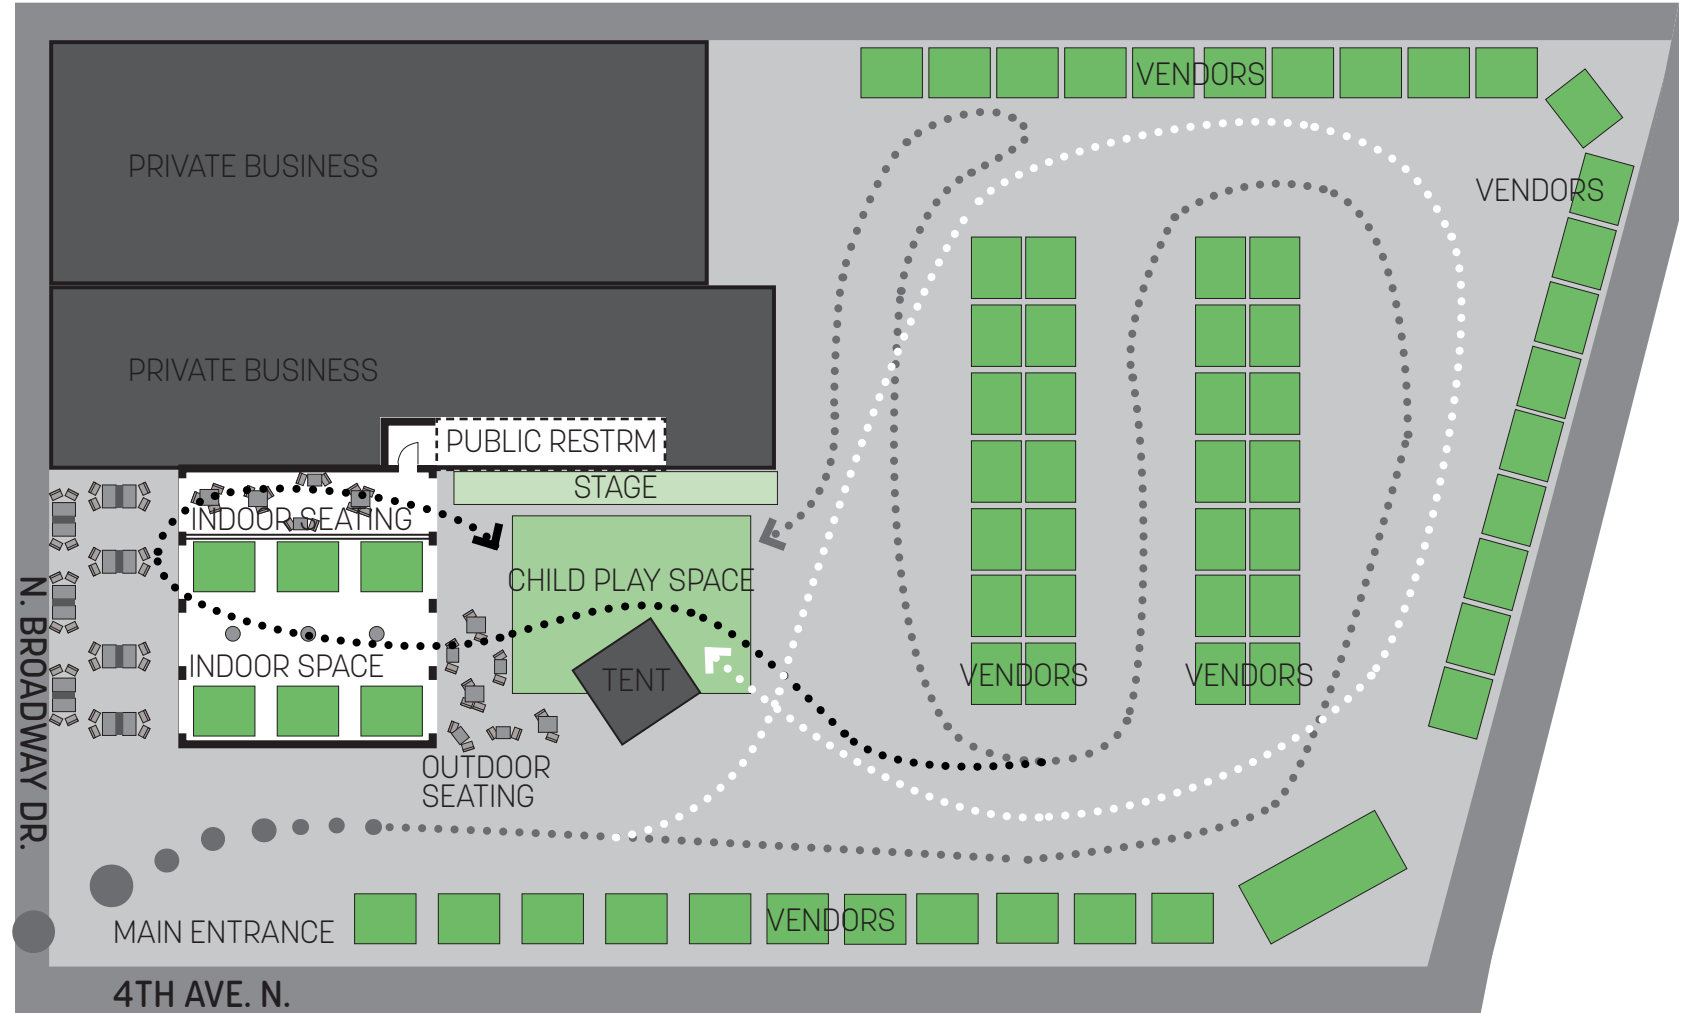 VENDORS
PRIVATE BUSINESS
VENDORS
PRIVATE BUSINESS
PUBLIC RESTRM
STAGE
INDOOR SEATING
CHILD PLAY SPACE
N. BROADWAY DR.
INDOOR SPACE
TENT
VENDORS
VENDORS
OUTDOOR
SEATING
VENDORS
MAIN ENTRANCE
4TH AVE. N.